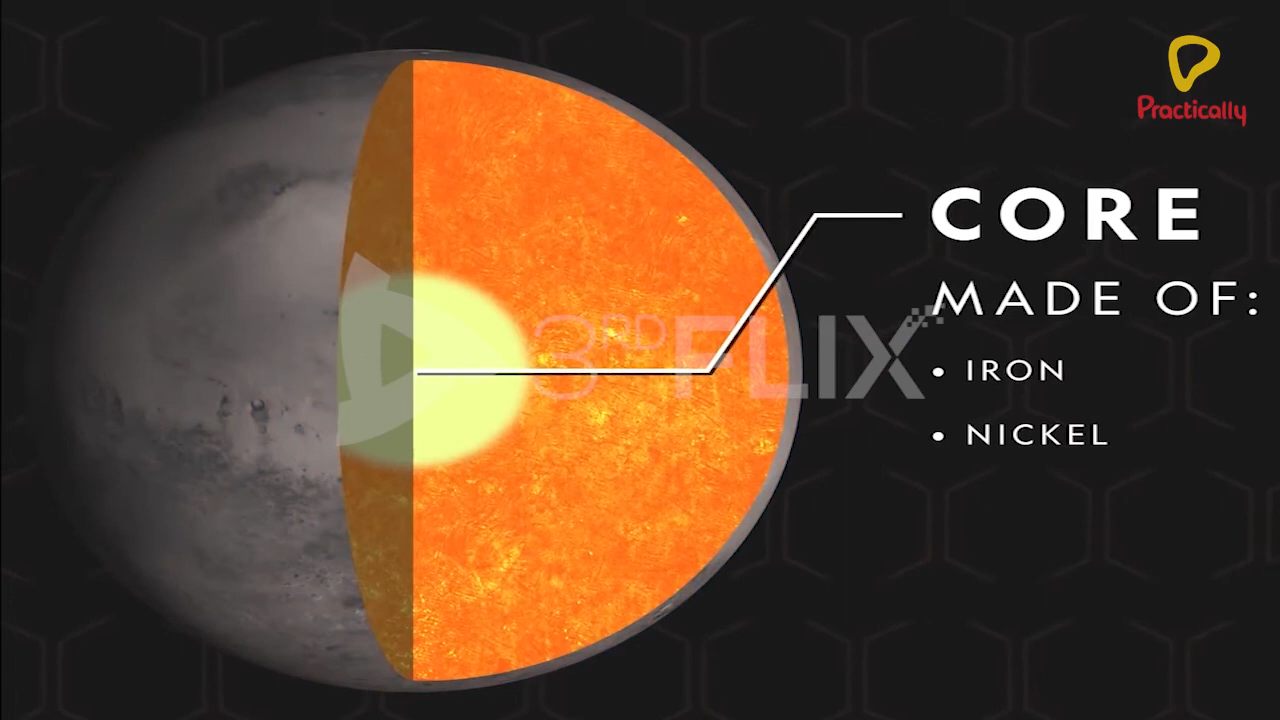 Practically
CORE
MADE OF:
• IRON
• NICKEL
3RD FLIX